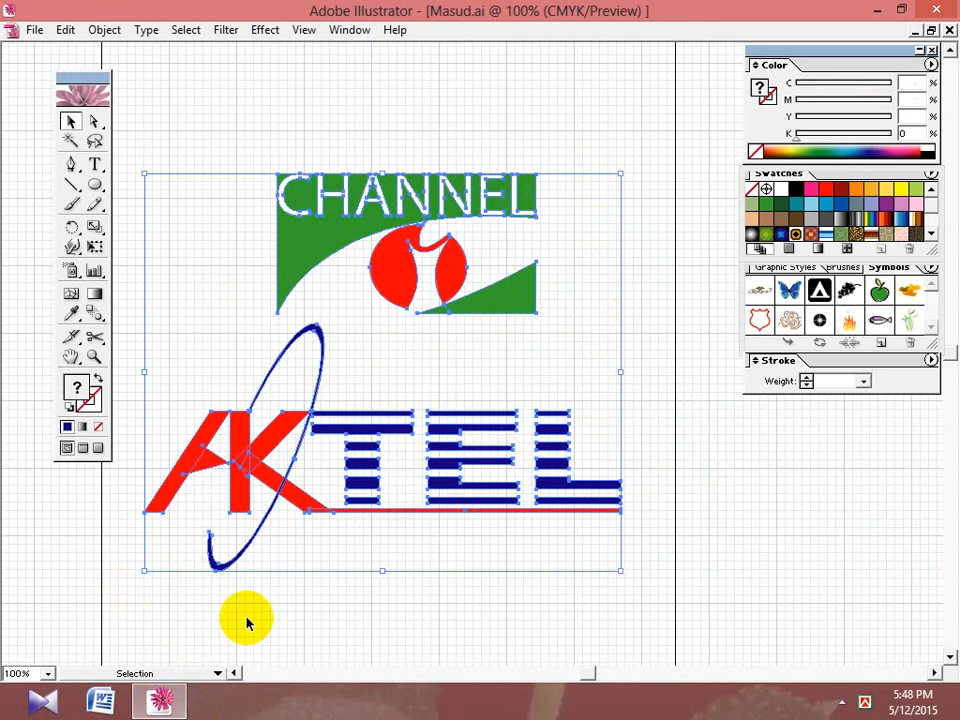 Adobe Illustrator - [Masud.ai @ 100% (CMYK/Preview) ]
File Edit Object Type Select Filter Effect View Window Help
Color
C %
M %
Y %
K 0 %
Swatches
Graphic Styles Brushes Symbols
Stroke
Weight:
CHANNEL
AKTEL
100% Selection
5:48 PM
5/12/2015